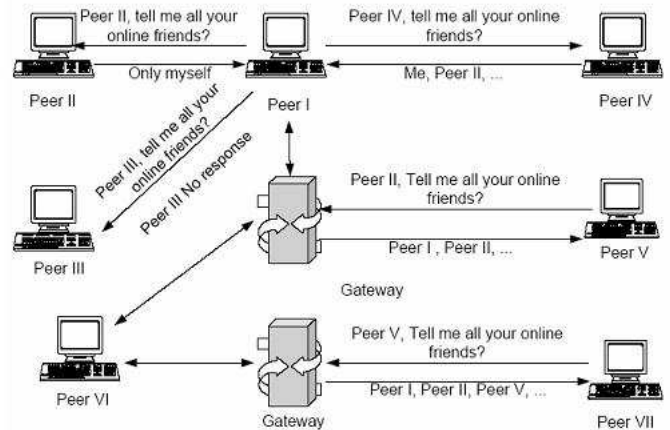 Peer II, tell me all your
online friends?
Only myself
Peer II
Peer I
Peer IV, tell me all your
online friends?
Me, Peer II, ...
Peer IV
Peer III, tell me all your
online friends?
Peer III No response
Peer III
Peer II, Tell me all your online
friends?
Peer I , Peer II, ...
Peer V
Gateway
Peer VI
Peer V, Tell me all your online
friends?
Peer I, Peer II, Peer V, ...
Gateway
Peer VII